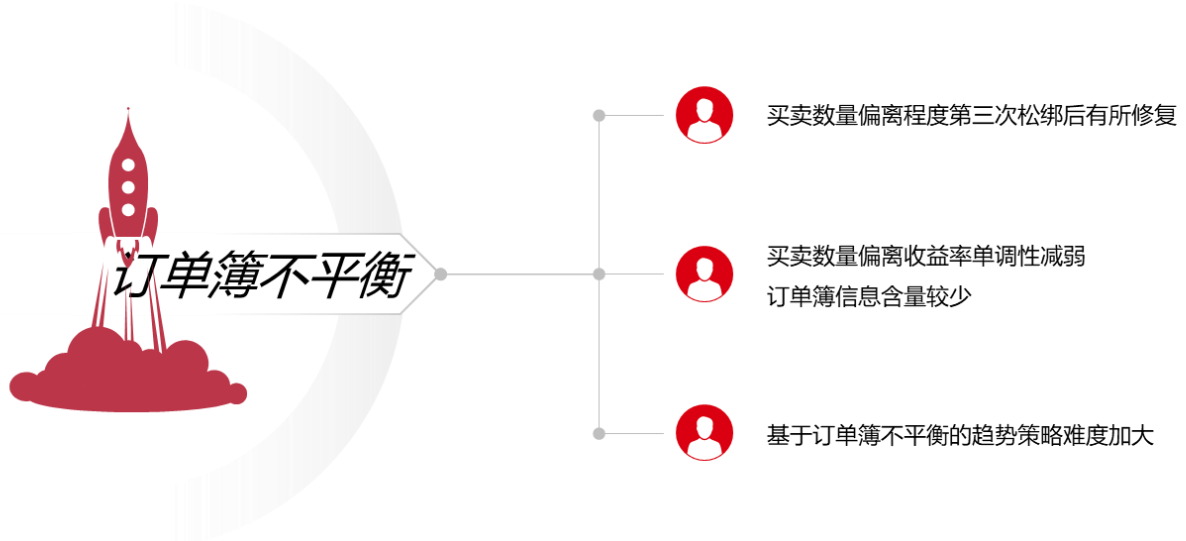 订单簿不平衡
买卖数量偏离程度第三次松绑后有所修复
买卖数量偏离收益率单调性减弱
订单簿信息含量较少
基于订单簿不平衡的趋势策略难度加大